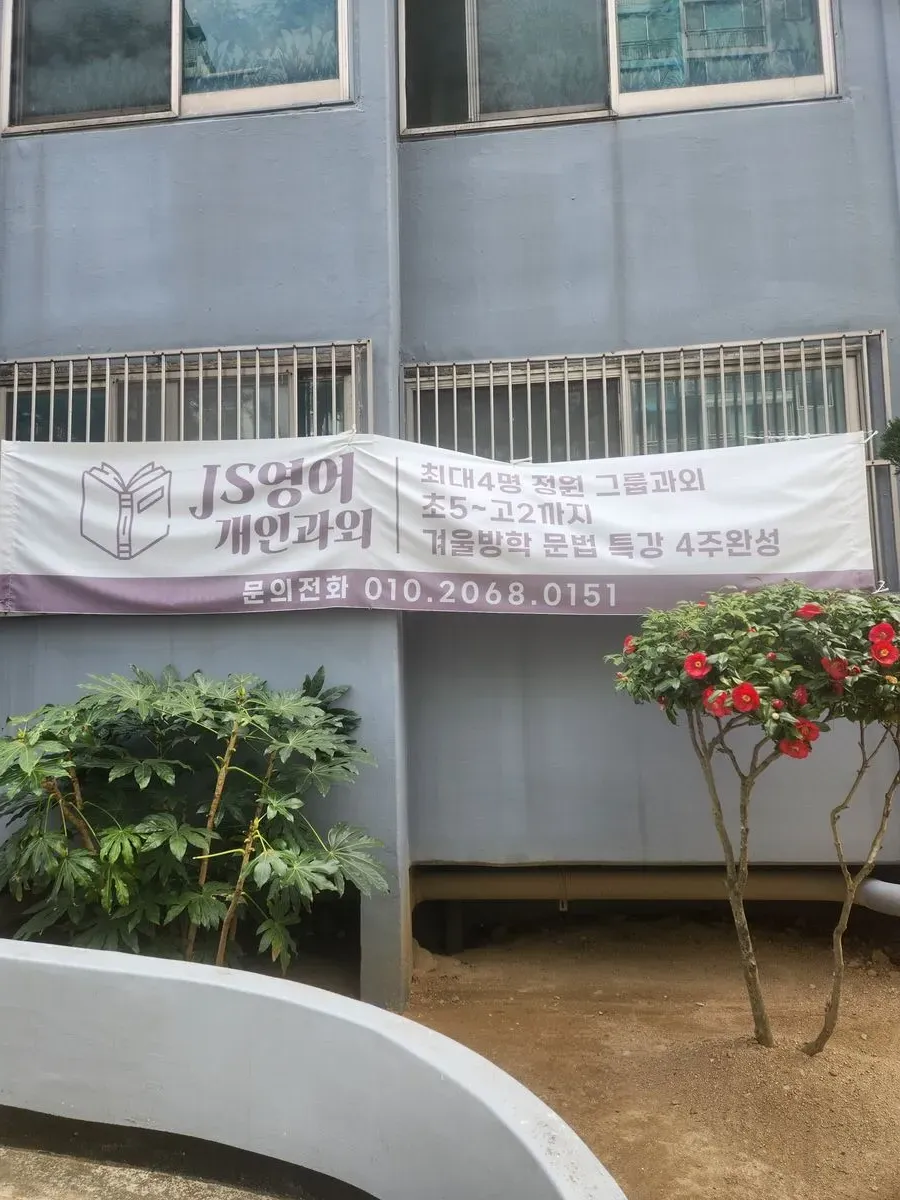 JS영어
개인과외
최대4명 정원 그룹과외
초5~고2까지
겨울방학 문법 특강 4주완성
문의전화 010.2068.0151